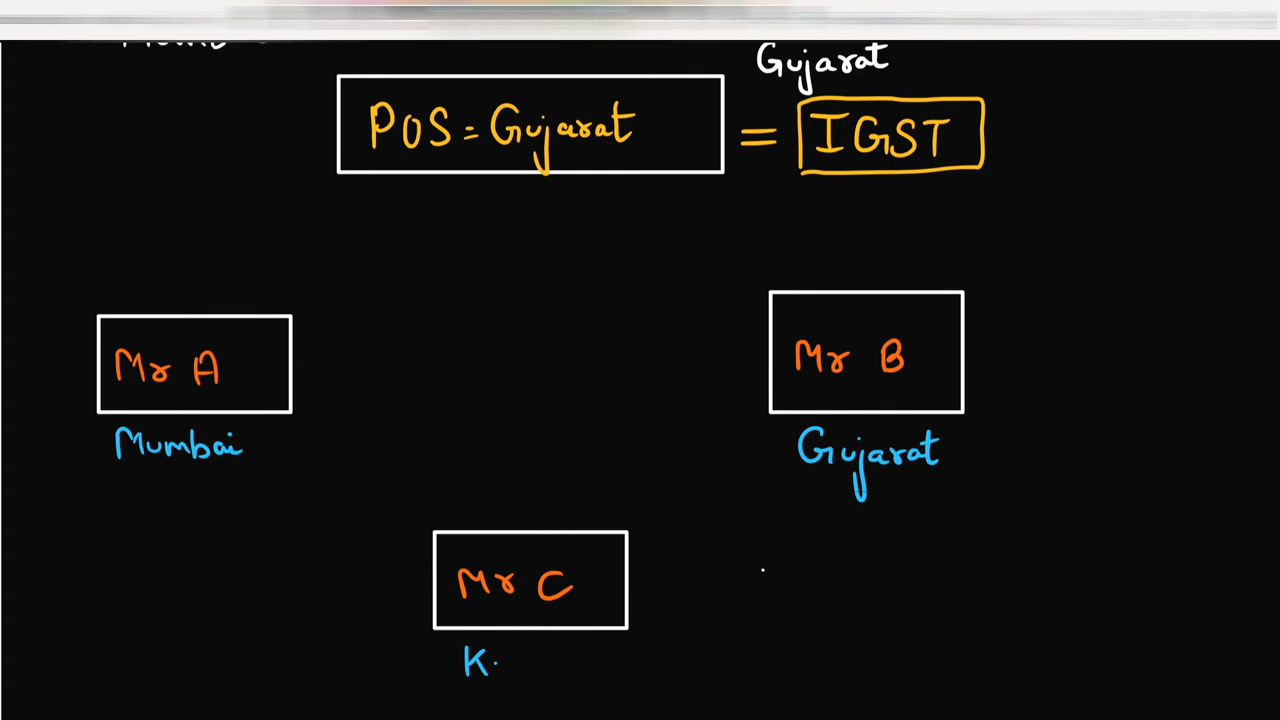 Gujarat
POS = Gujarat = IGST
Mr A
Mr B
Mumbai
Gujarat
Mr C
K.